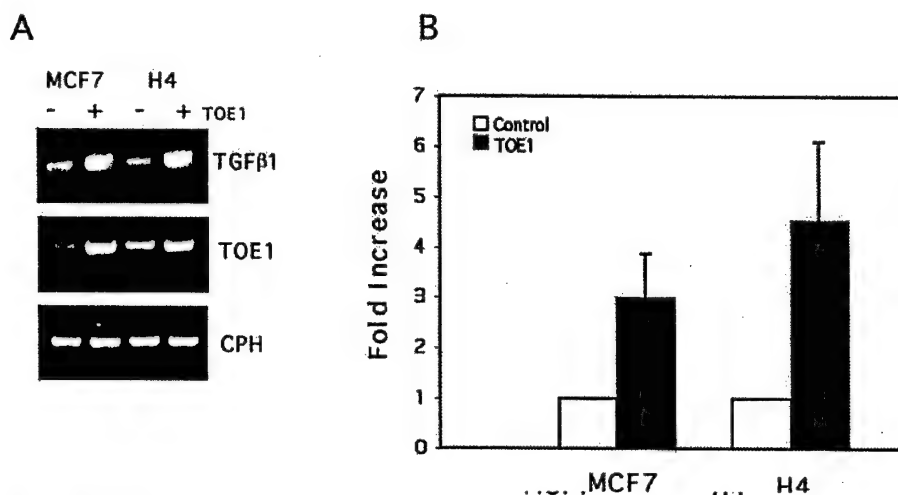 A
B
MCF7 H4
- + - + TOE1
TGFβ1
TOE1
CPH
Fold Increase
7
6
5
4
3
2
1
0
Control
TOE1
MCF7 H4